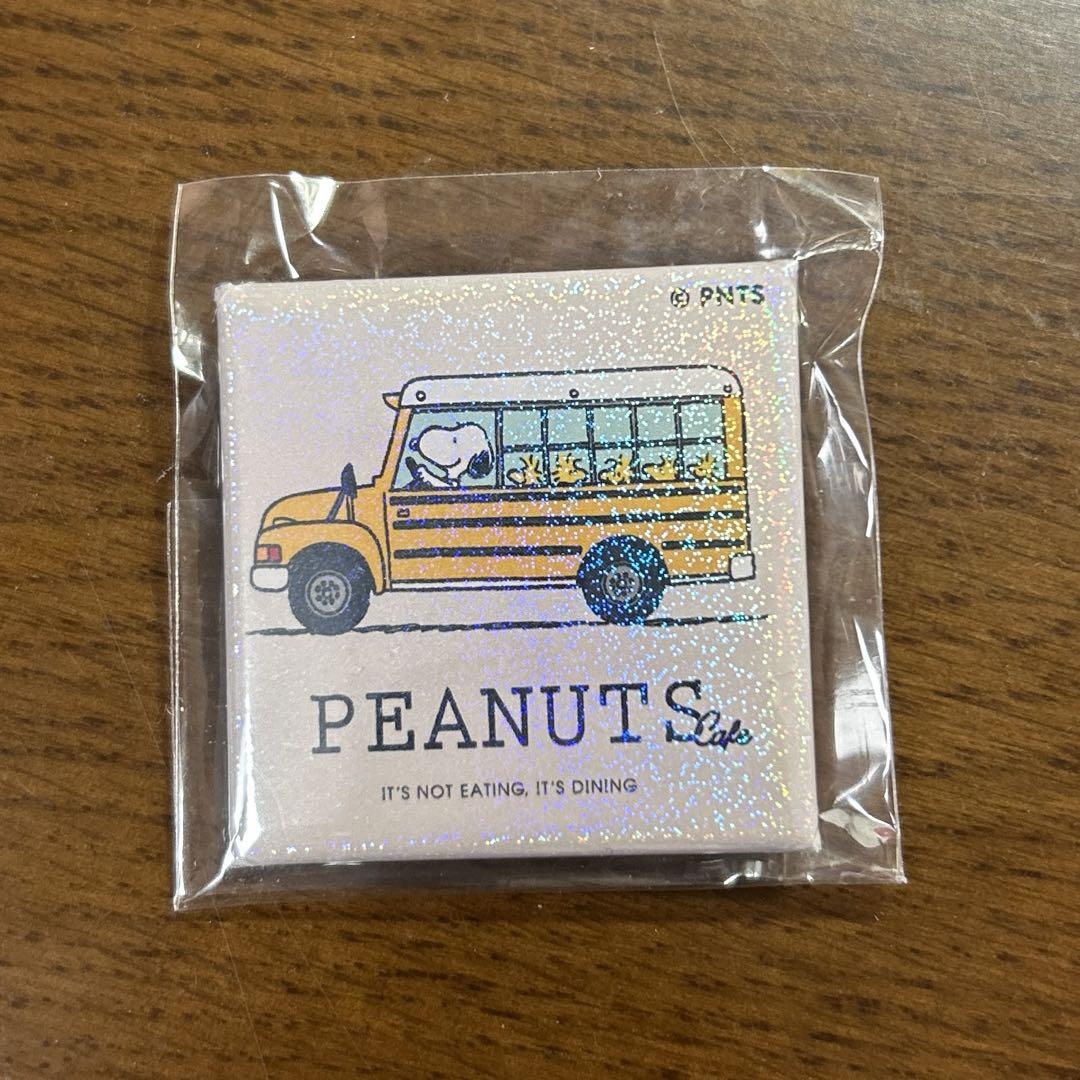 © PNTS
PEANUTS Cafe
IT'S NOT EATING, IT'S DINING